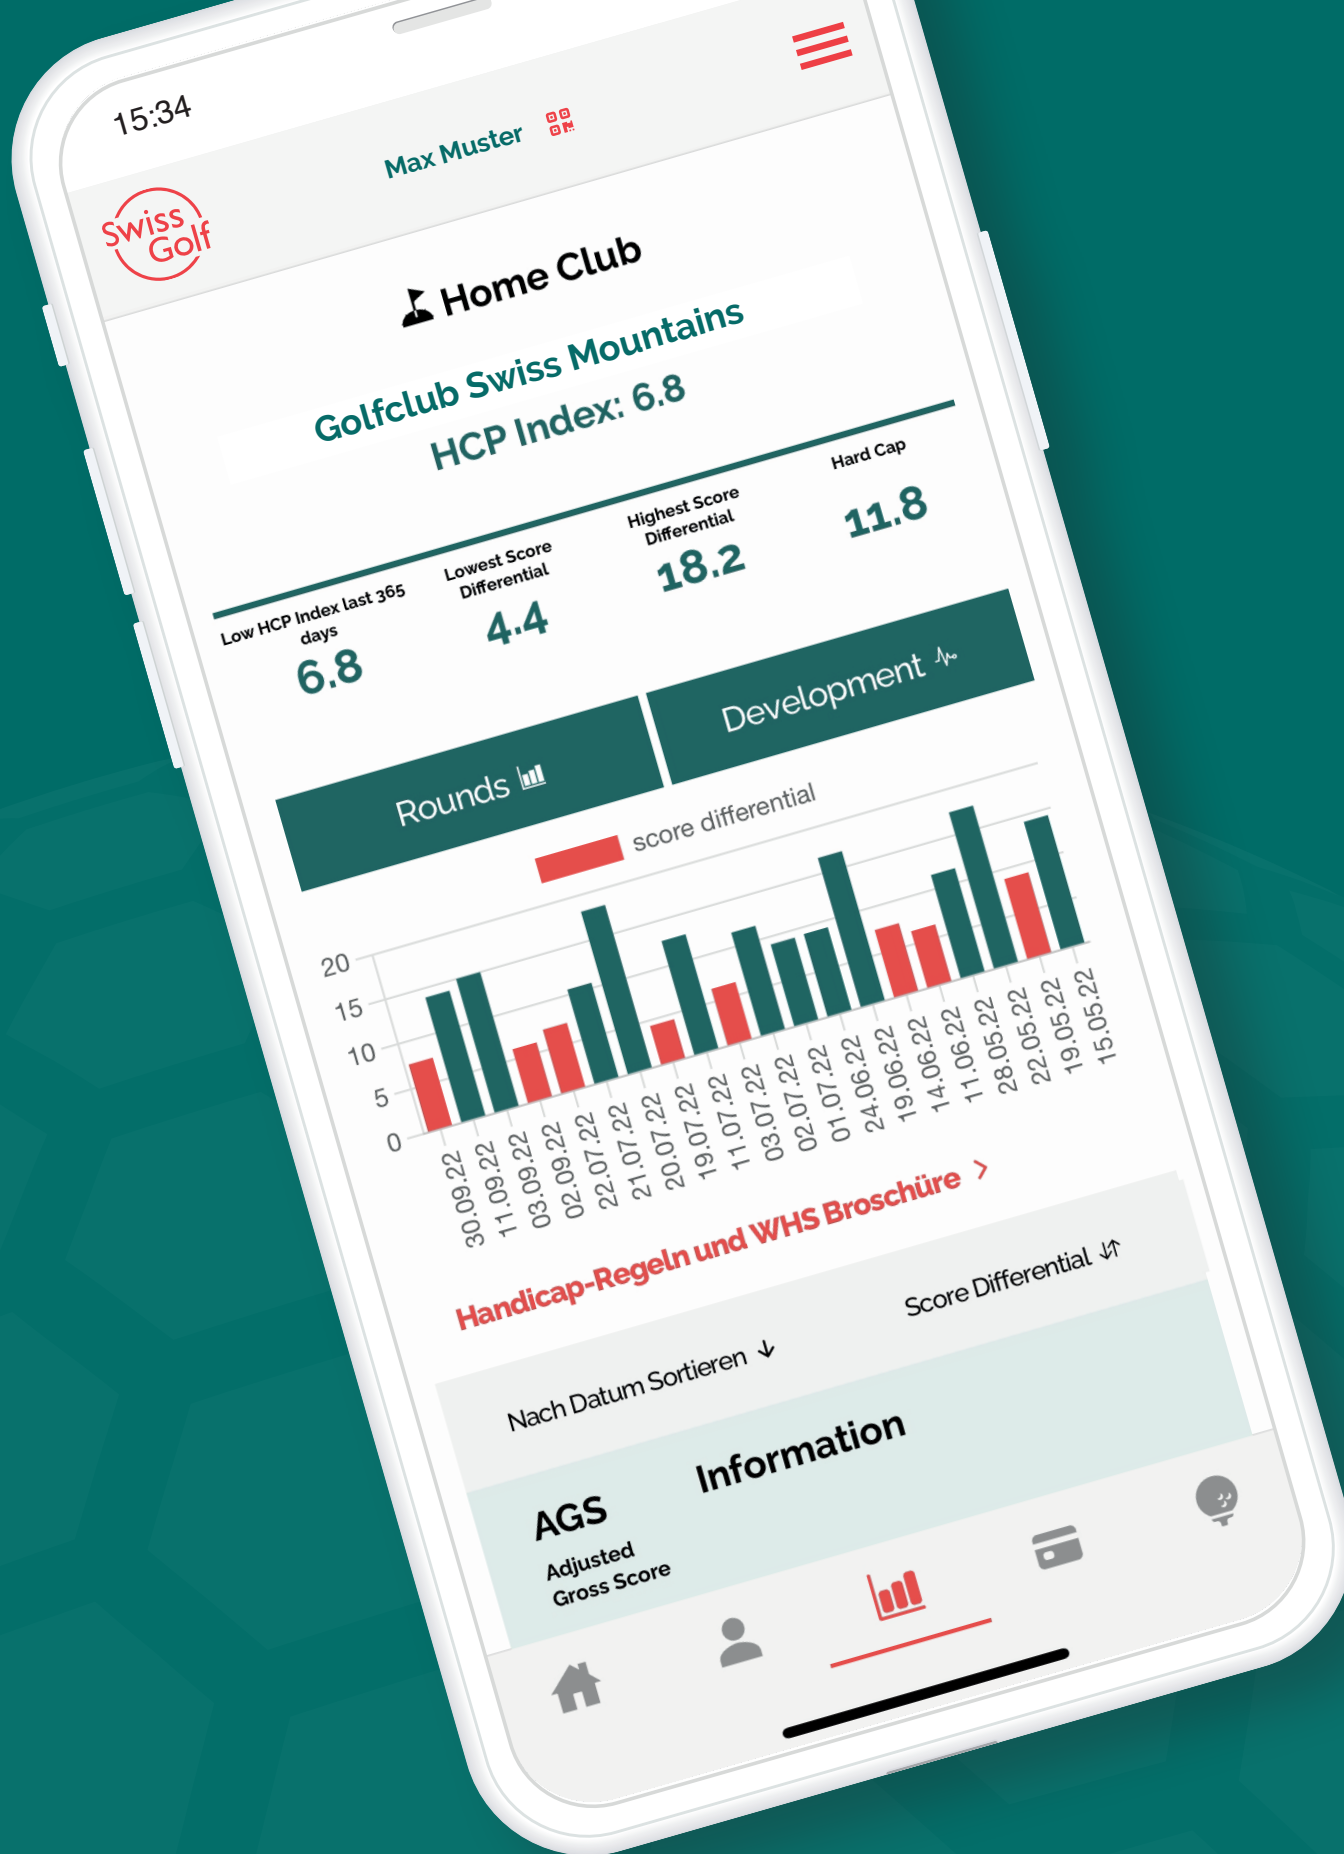 15:34
Max Muster
Swiss
Golf
Home Club
Golfclub Swiss Mountains
HCP Index: 6.8
Low HCP Index last 365
days
6.8
Lowest Score
Differential
4.4
Highest Score
Differential
18.2
Hard Cap
11.8
Rounds
Development
score differential
20
15
10
5
0
30.09.22
11.09.22
03.09.22
02.09.22
22.07.22
21.07.22
20.07.22
19.07.22
11.07.22
03.07.22
02.07.22
01.07.22
24.06.22
19.06.22
14.06.22
11.06.22
28.05.22
22.05.22
19.05.22
15.05.22
Handicap-Regeln und WHS Broschüre >
Nach Datum Sortieren ↓
Score Differential ↓↑
AGS
Adjusted
Gross Score
Information